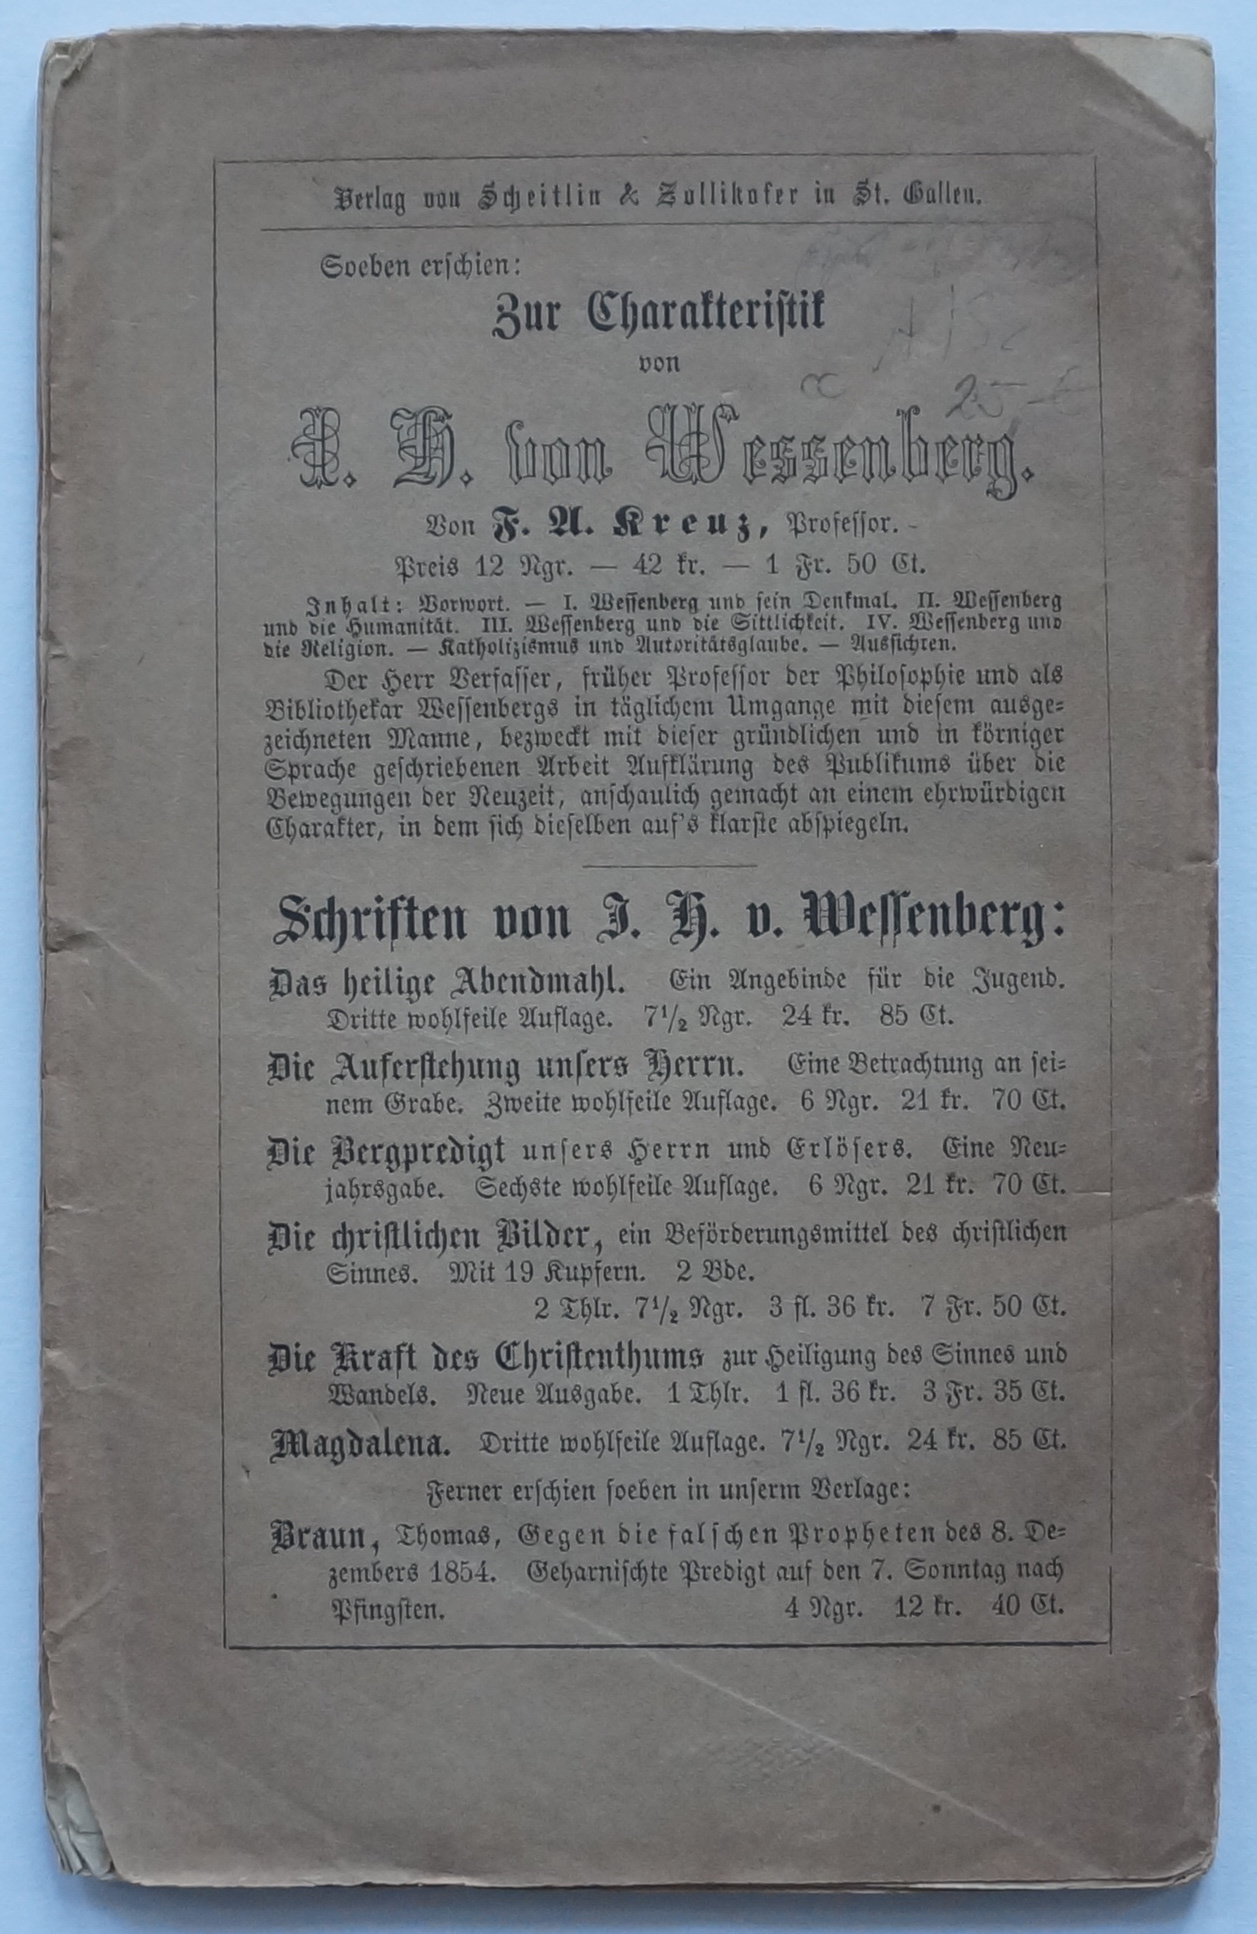 Verlag von Scheitlin & Zollikofer in St. Gallen.
Soeben erschien:
Zur Charakteristik
von
I. H. von Wessenberg.
Von F. A. Kreuz, Professor.
Preis 12 Ngr. — 42 kr. — 1 Fr. 50 Ct.
Inhalt: Vorwort. — I. Wessenberg und sein Denkmal. II. Wessenberg
und die Humanität. III. Wessenberg und die Sittlichkeit. IV. Wessenberg und
die Religion. — Katholizismus und Autoritätsglaube. — Aussichten.
Der Herr Verfasser, früher Professor der Philosophie und als
Bibliothekar Wessenbergs in täglichem Umgange mit diesem ausge-
zeichneten Manne, bezweckt mit dieser gründlichen und in körniger
Sprache geschriebenen Arbeit Aufklärung des Publikums über die
Bewegungen der Neuzeit, anschaulich gemacht an einem ehrwürdigen
Charakter, in dem sich dieselben auf's klarste abspiegeln.
Schriften von I. H. v. Wessenberg:
Das heilige Abendmahl. Ein Angebinde für die Jugend.
Dritte wohlfeile Auflage. 7½ Ngr. 24 kr. 85 Ct.
Die Auferstehung unsers Herrn. Eine Betrachtung an sei-
nem Grabe. Zweite wohlfeile Auflage. 6 Ngr. 21 kr. 70 Ct.
Die Bergpredigt unsers Herrn und Erlösers. Eine Neu-
jahrsgabe. Sechste wohlfeile Auflage. 6 Ngr. 21 kr. 70 Ct.
Die christlichen Bilder, ein Beförderungsmittel des christlichen
Sinnes. Mit 19 Kupfern. 2 Bde.
2 Thlr. 7½ Ngr. 3 fl. 36 kr. 7 Fr. 50 Ct.
Die Kraft des Christenthums zur Heiligung des Sinnes und
Wandels. Neue Ausgabe. 1 Thlr. 1 fl. 36 kr. 3 Fr. 35 Ct.
Magdalena. Dritte wohlfeile Auflage. 7½ Ngr. 24 kr. 85 Ct.
Ferner erschien soeben in unserm Verlage:
Braun, Thomas, Gegen die falschen Propheten des 8. De-
zembers 1854. Geharnischte Predigt auf den 7. Sonntag nach
Pfingsten. 4 Ngr. 12 kr. 40 Ct.